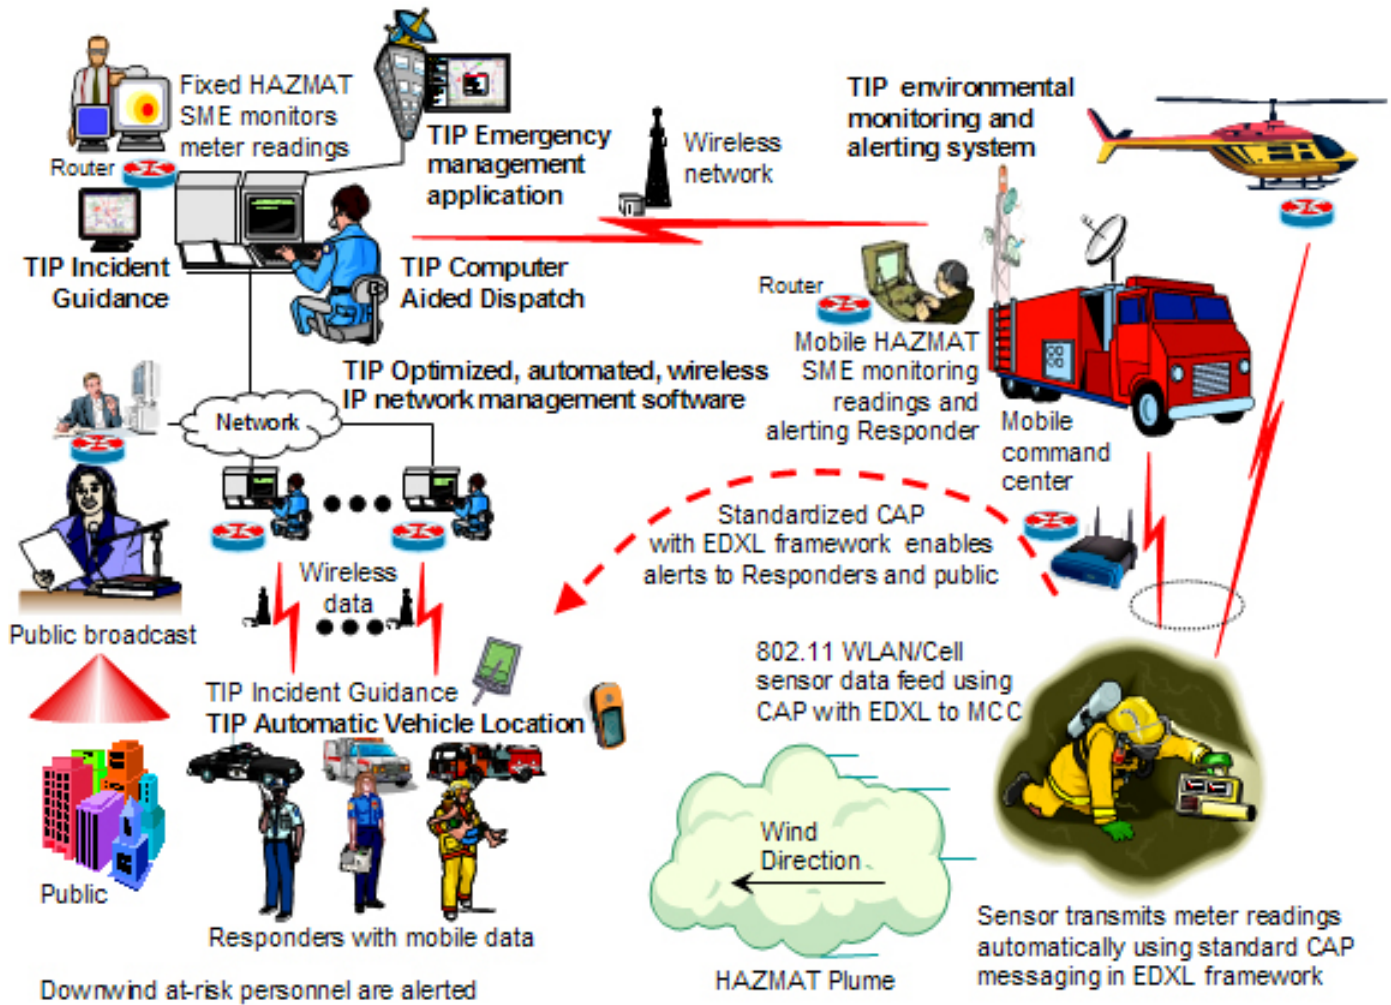 Fixed HAZMAT
SME monitors
meter readings
Router
TIP Incident
Guidance
TIP Emergency
management
application
Wireless
network
TIP environmental
monitoring and
alerting system
TIP Computer
Aided Dispatch
Router
Mobile HAZMAT
SME monitoring
readings and
alerting Responder
Mobile
command
center
TIP Optimized, automated, wireless
IP network management software
Network
Standardized CAP
with EDXL framework enables
alerts to Responders and public
Wireless
data
Public broadcast
802.11 WLAN/Cell
sensor data feed using
CAP with EDXL to MCC
TIP Incident Guidance
TIP Automatic Vehicle Location
Wind
Direction
Public
Responders with mobile data
HAZMAT Plume
Sensor transmits meter readings
automatically using standard CAP
messaging in EDXL framework
Downwind at-risk personnel are alerted